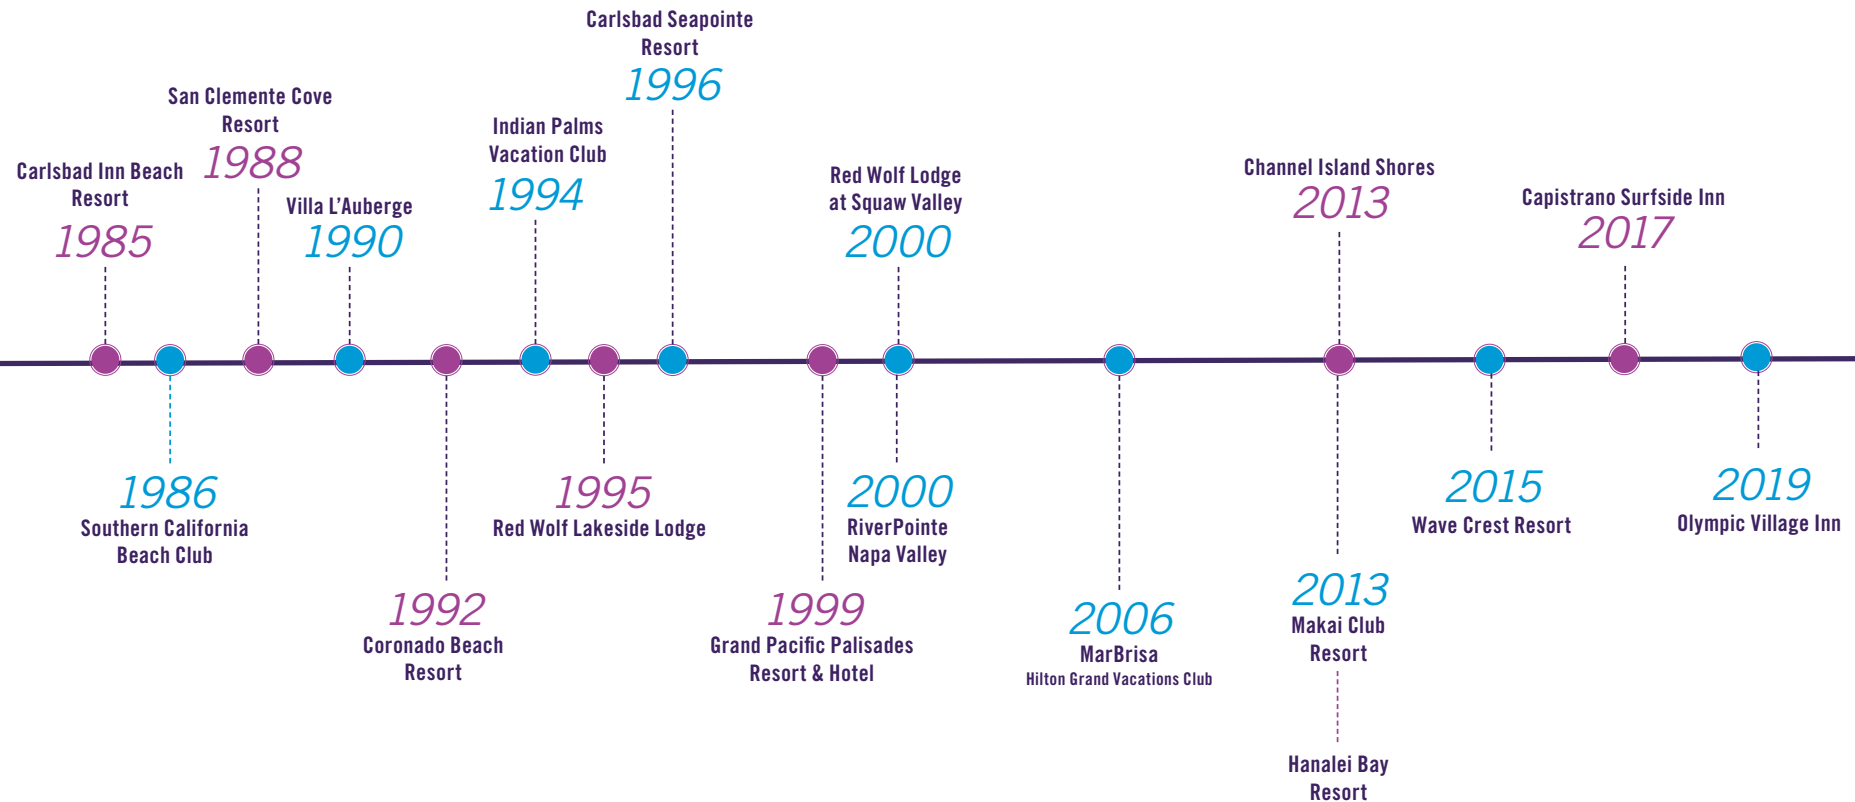 Carlsbad Inn Beach
Resort
1985
1986
Southern California
Beach Club
San Clemente Cove
Resort
1988
Villa L’Auberge
1990
1992
Coronado Beach
Resort
Indian Palms
Vacation Club
1994
1995
Red Wolf Lakeside Lodge
Carlsbad Seapointe
Resort
1996
1999
Grand Pacific Palisades
Resort & Hotel
Red Wolf Lodge
at Squaw Valley
2000
2000
RiverPointe
Napa Valley
2006
MarBrisa
Hilton Grand Vacations Club
Channel Island Shores
2013
2013
Makai Club
Resort
Hanalei Bay
Resort
2015
Wave Crest Resort
Capistrano Surfside Inn
2017
2019
Olympic Village Inn